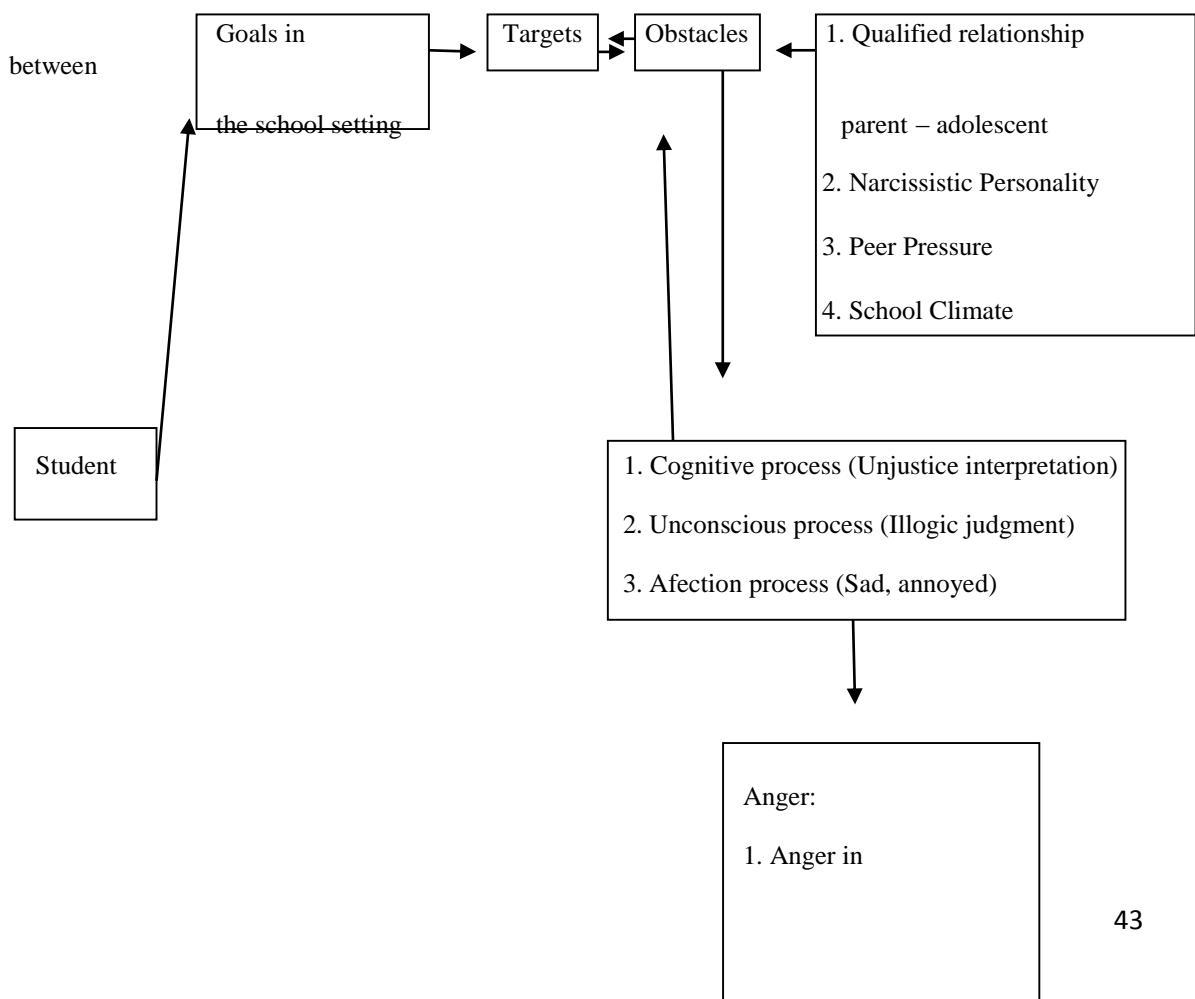 Goals in
the school setting
Targets
Obstacles
1. Qualified relationship
between
parent – adolescent
2. Narcissistic Personality
3. Peer Pressure
4. School Climate
Student
1. Cognitive process (Unjustice interpretation)
2. Unconscious process (Illogic judgment)
3. Afection process (Sad, annoyed)
Anger:
1. Anger in
43